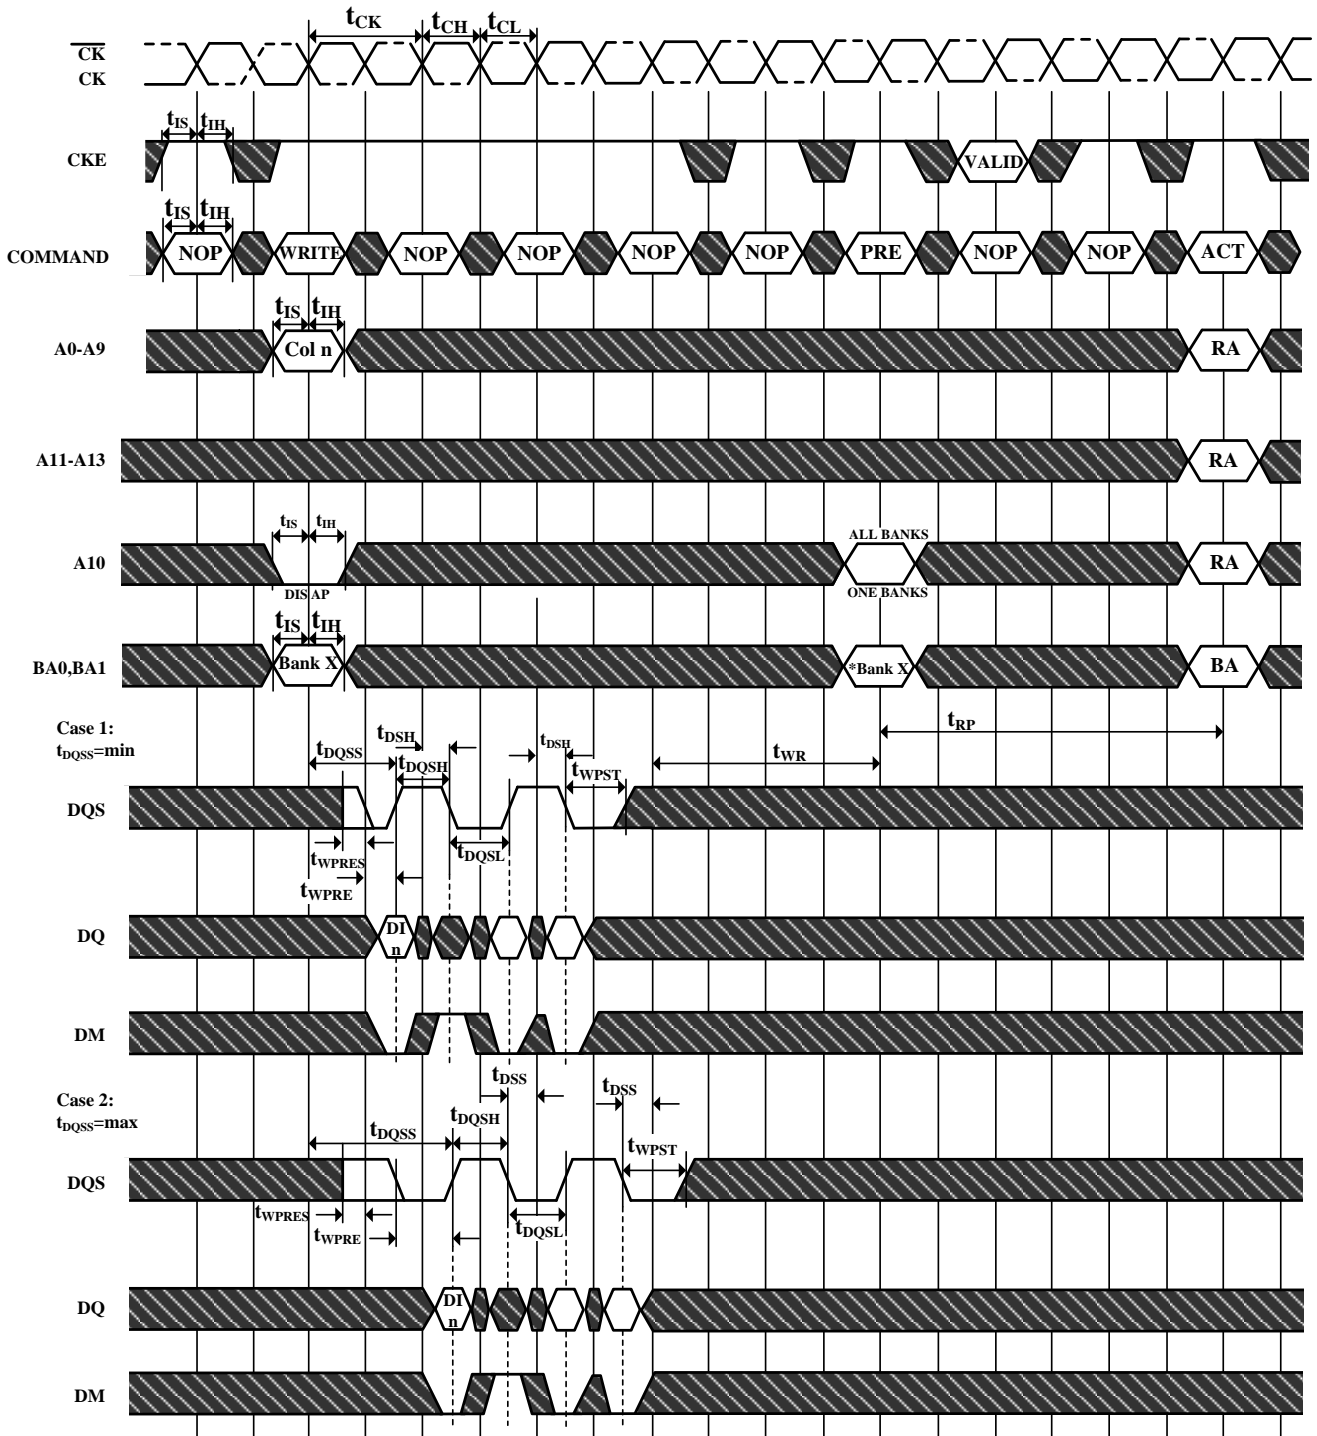 tCK tCH tCL
CK
CK
tIS tIH
CKE VALID
tIS tIH
COMMAND NOP WRITE NOP NOP NOP NOP PRE NOP NOP ACT
tIS tIH
A0-A9 Col n RA
A11-A13 RA
tIS tIH ALL BANKS
A10 RA
DIS AP ONE BANKS
tIS tIH
BA0,BA1 Bank X *Bank X BA
Case 1:
tDQSS=min
tDSH tRP
tDQSS tDSH tWR
tDQSH tWPST
DQS
tWPRES tDQSL
tWPRE
DQ DI
n
DM
tDSS tDSS
Case 2:
tDQSS=max
tDQSS tDQSH tWPST
DQS
tWPRES tDQSL
tWPRE
DQ DI
n
DM